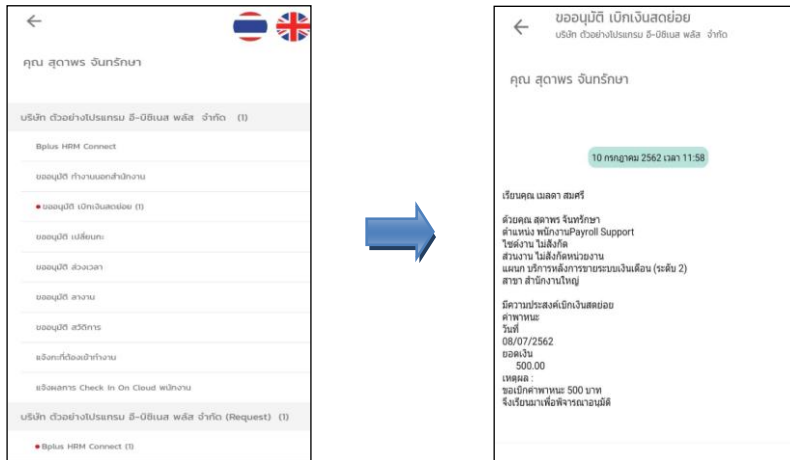 คุณ สุดาพร จันทรักษา
บริษัท ตัวอย่างโปรแกรม อี-บิซิเนส พลัส จำกัด (1)
Bplus HRM Connect
ขออนุมัติ ทำงานนอกสำนักงาน
ขออนุมัติ เบิกเงินสดย่อย (1)
ขออนุมัติ เปลี่ยนกะ
ขออนุมัติ ล่วงเวลา
ขออนุมัติ ลางาน
ขออนุมัติ สวัสดิการ
แจ้งกะที่ต้องเข้าทำงาน
แจ้งผลการ Check In On Cloud พนักงาน
บริษัท ตัวอย่างโปรแกรม อี-บิซิเนส พลัส จำกัด (Request) (1)
Bplus HRM Connect (1)
ขออนุมัติ เบิกเงินสดย่อย
บริษัท ตัวอย่างโปรแกรม อี-บิซิเนส พลัส จำกัด
คุณ สุดาพร จันทรักษา
10 กรกฎาคม 2562 เวลา 11:58
เรียนคุณ เมลดา สมศรี
ด้วยคุณ สุดาพร จันทรักษา
ตำแหน่ง พนักงานPayroll Support
ไซต์งาน ไม่สังกัด
ส่วนงาน ไม่สังกัดหน่วยงาน
แผนก บริการหลังการขายระบบเงินเดือน (ระดับ 2)
สาขา สำนักงานใหญ่
มีความประสงค์เบิกเงินสดย่อย
ค่าพาหนะ
วันที่
08/07/2562
ยอดเงิน
500.00
เหตุผล :
ขอเบิกค่าพาหนะ 500 บาท
จึงเรียนมาเพื่อพิจารณาอนุมัติ